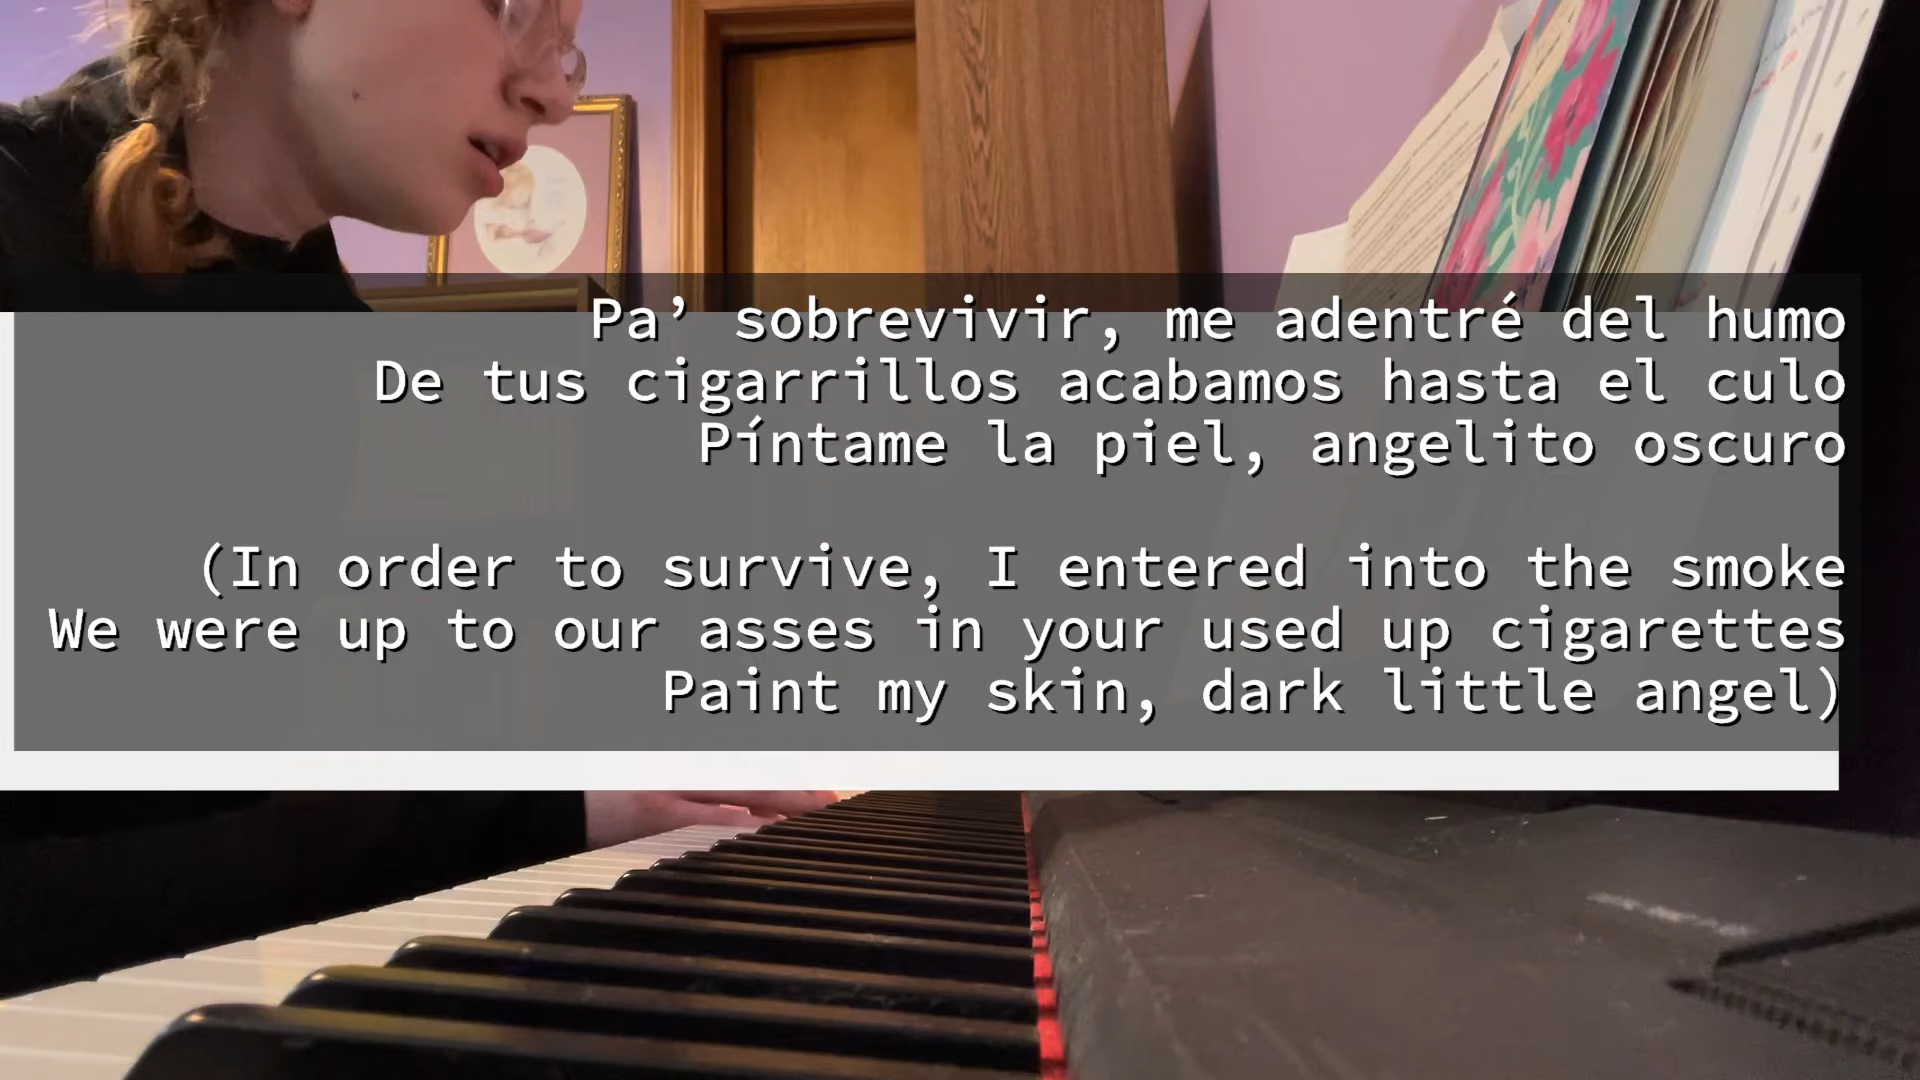 Pa’ sobrevivir, me adentré del humo
De tus cigarrillos acabamos hasta el culo
Píntame la piel, angelito oscuro
(In order to survive, I entered into the smoke
We were up to our asses in your used up cigarettes
Paint my skin, dark little angel)